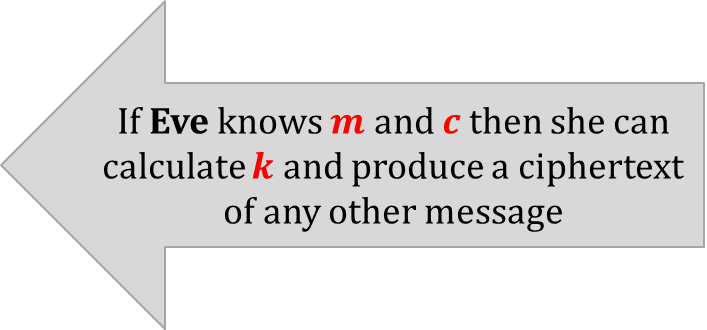 If Eve knows m and c then she can
calculate k and produce a ciphertext
of any other message